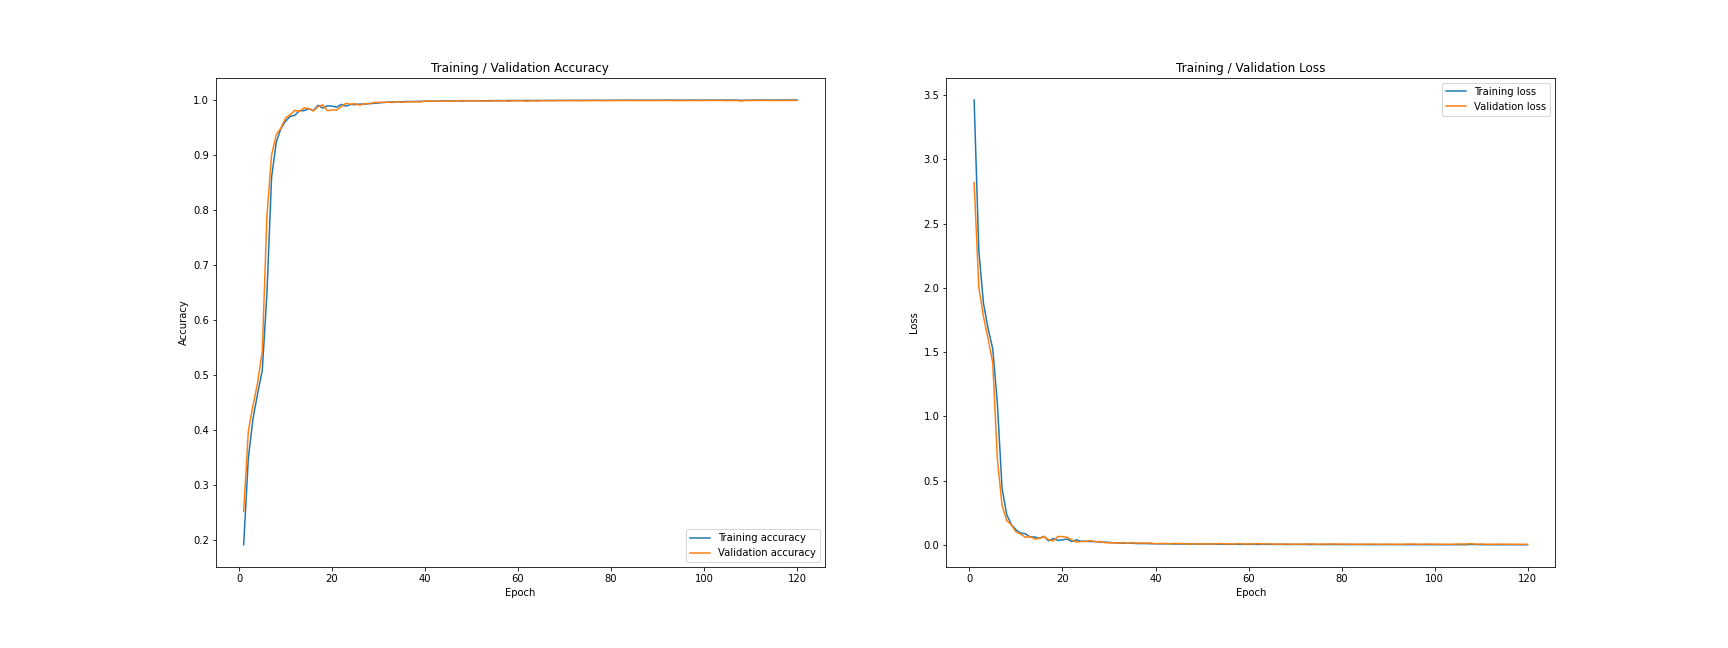 Training / Validation Accuracy
1.0
0.9
0.8
0.7
0.6
0.5
0.4
0.3
0.2
Accuracy
Training accuracy
Validation accuracy
0 20 40 60 80 100 120
Epoch
Training / Validation Loss
Training loss
Validation loss
3.5
3.0
2.5
2.0
1.5
1.0
0.5
0.0
Loss
0 20 40 60 80 100 120
Epoch